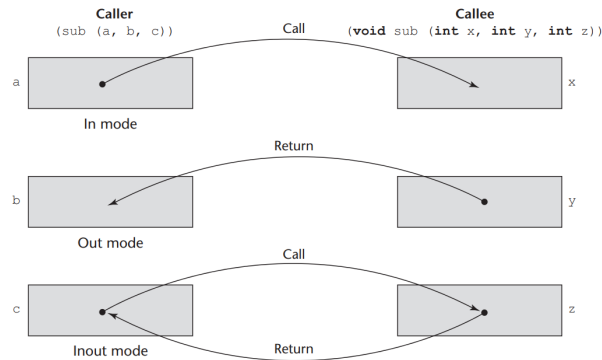 Caller
(sub (a, b, c))
Callee
(void sub (int x, int y, int z))
Call
a
x
In mode
Return
b
y
Out mode
Call
c
z
Inout mode
Return